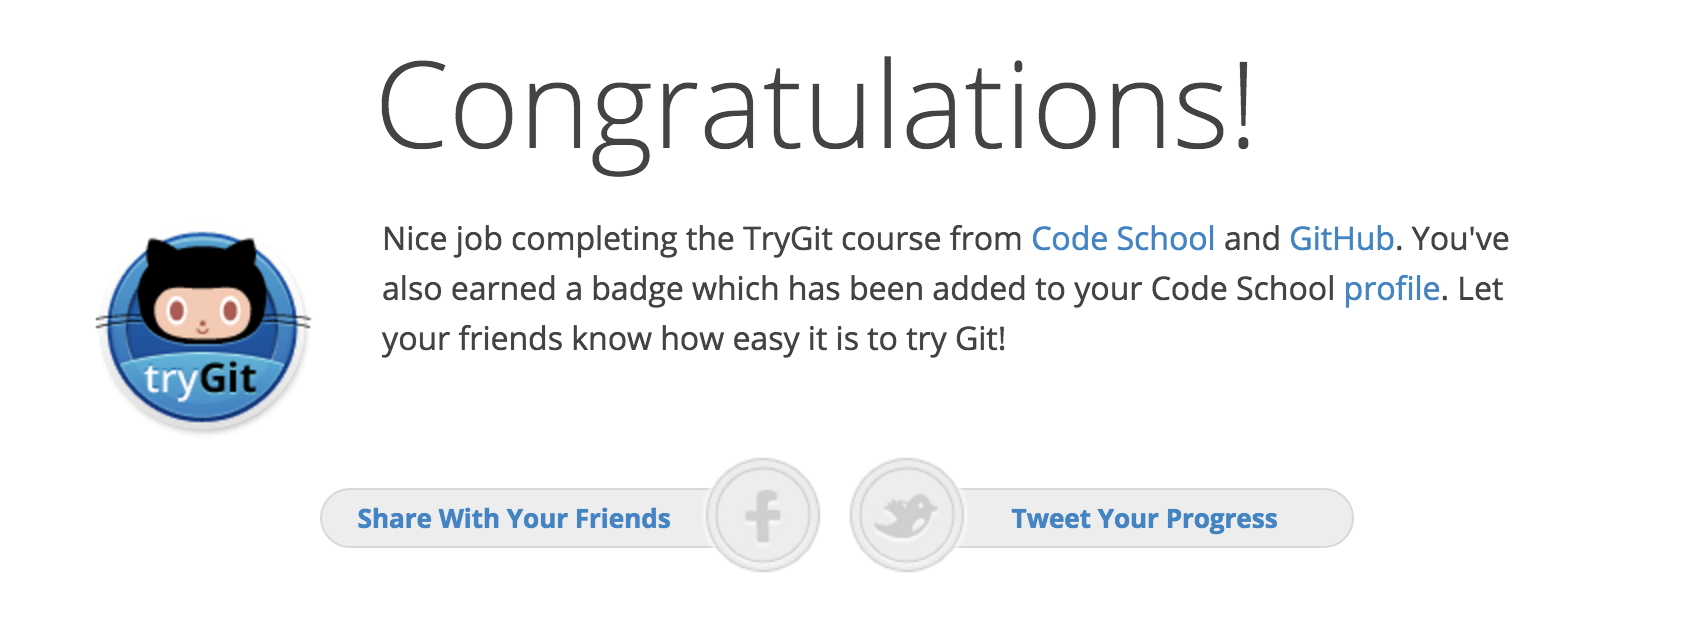 Congratulations!
Nice job completing the TryGit course from Code School and GitHub. You've
also earned a badge which has been added to your Code School profile. Let
your friends know how easy it is to try Git!
tryGit
Share With Your Friends
Tweet Your Progress